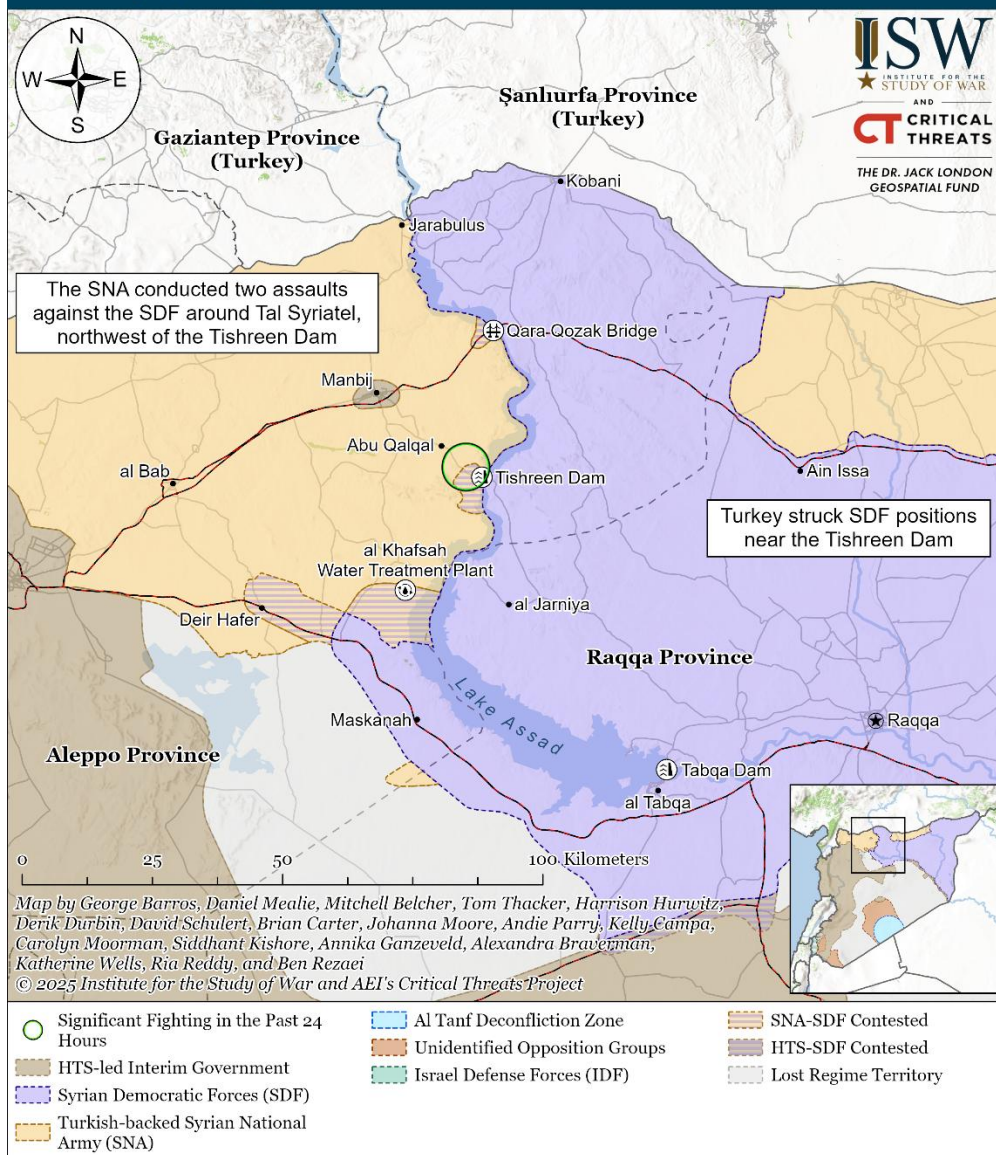 N
W E
S
ISW
INSTITUTE FOR THE
STUDY OF WAR
AND
CT CRITICAL
THREATS
THE DR. JACK LONDON
GEOSPATIAL FUND
Şanlıurfa Province
(Turkey)
Gaziantep Province
(Turkey)
Kobani
Jarabulus
The SNA conducted two assaults
against the SDF around Tal Syriatel,
northwest of the Tishreen Dam
Qara Qozak Bridge
Manbij
Abu Qalqal
al Bab
Tishreen Dam
Ain Issa
Turkey struck SDF positions
near the Tishreen Dam
al Khafsah
Water Treatment Plant
Deir Hafer
al Jarniya
Raqqa Province
Lake Assad
Maskanah
Raqqa
Aleppo Province
Tabqa Dam
al Tabqa
0 25 50 100 Kilometers
Map by George Barros, Daniel Mealie, Mitchell Belcher, Tom Thacker, Harrison Hurwitz,
Derik Durbin, David Schulert, Brian Carter, Johanna Moore, Andie Parry, Kelly Campa,
Carolyn Moorman, Siddhant Kishore, Annika Ganzeveld, Alexandra Braverman,
Katherine Wells, Ria Reddy, and Ben Rezaei
© 2025 Institute for the Study of War and AEI's Critical Threats Project
Significant Fighting in the Past 24
Hours
HTS-led Interim Government
Syrian Democratic Forces (SDF)
Turkish-backed Syrian National
Army (SNA)
Al Tanf Deconfliction Zone
Unidentified Opposition Groups
Israel Defense Forces (IDF)
SNA-SDF Contested
HTS-SDF Contested
Lost Regime Territory